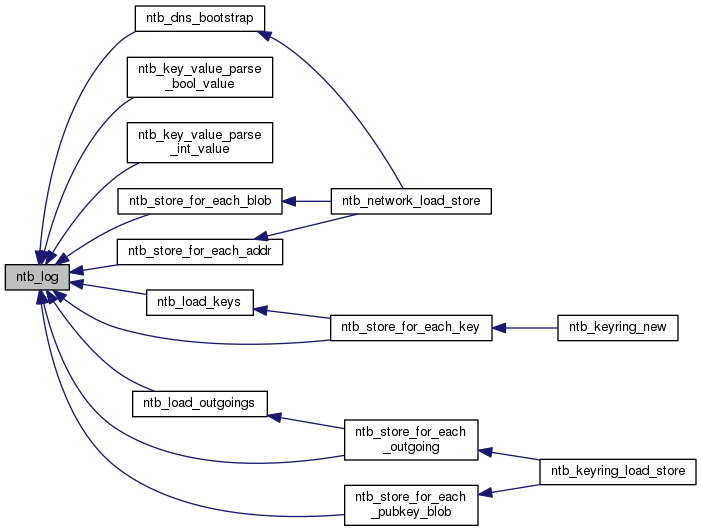 ntb_dns_bootstrap
ntb_key_value_parse
_bool_value
ntb_key_value_parse
_int_value
ntb_store_for_each_blob
ntb_network_load_store
ntb_store_for_each_addr
ntb_log
ntb_load_keys
ntb_store_for_each_key
ntb_keyring_new
ntb_load_outgoings
ntb_store_for_each
_outgoing
ntb_keyring_load_store
ntb_store_for_each
_pubkey_blob